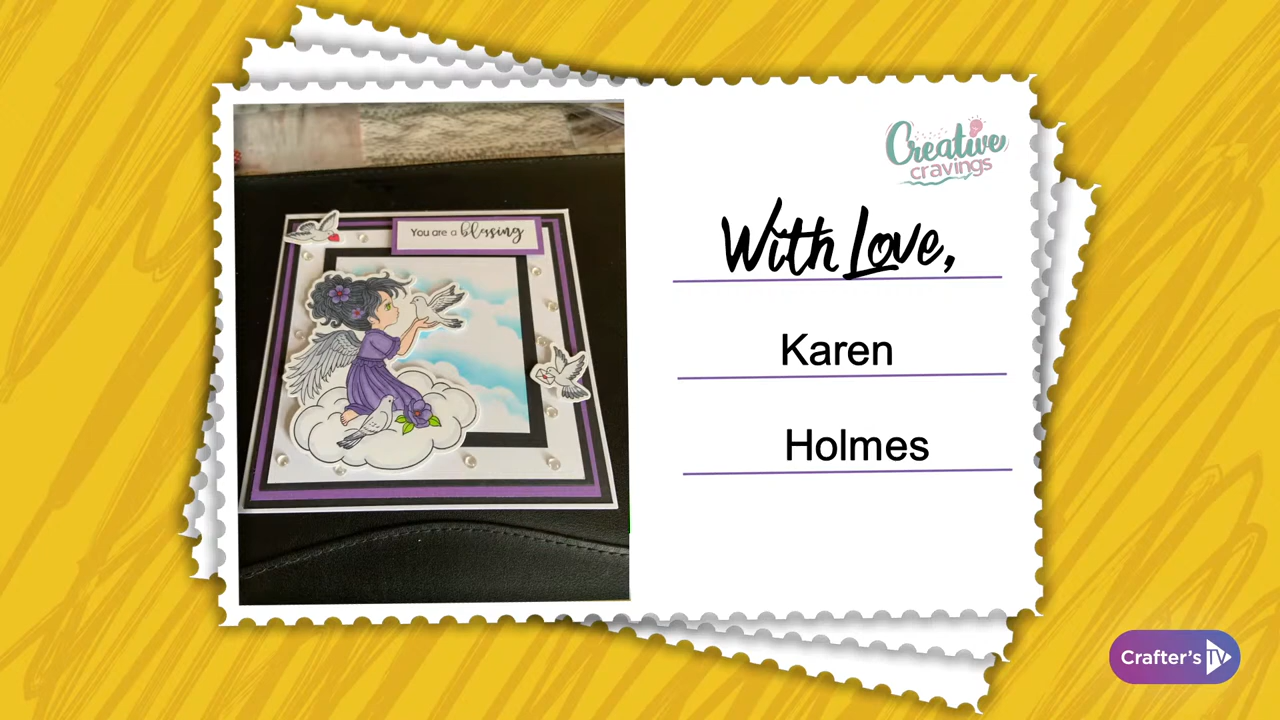 Creative
cravings
You are a blessing
With Love,
Karen
Holmes
Crafter's TV